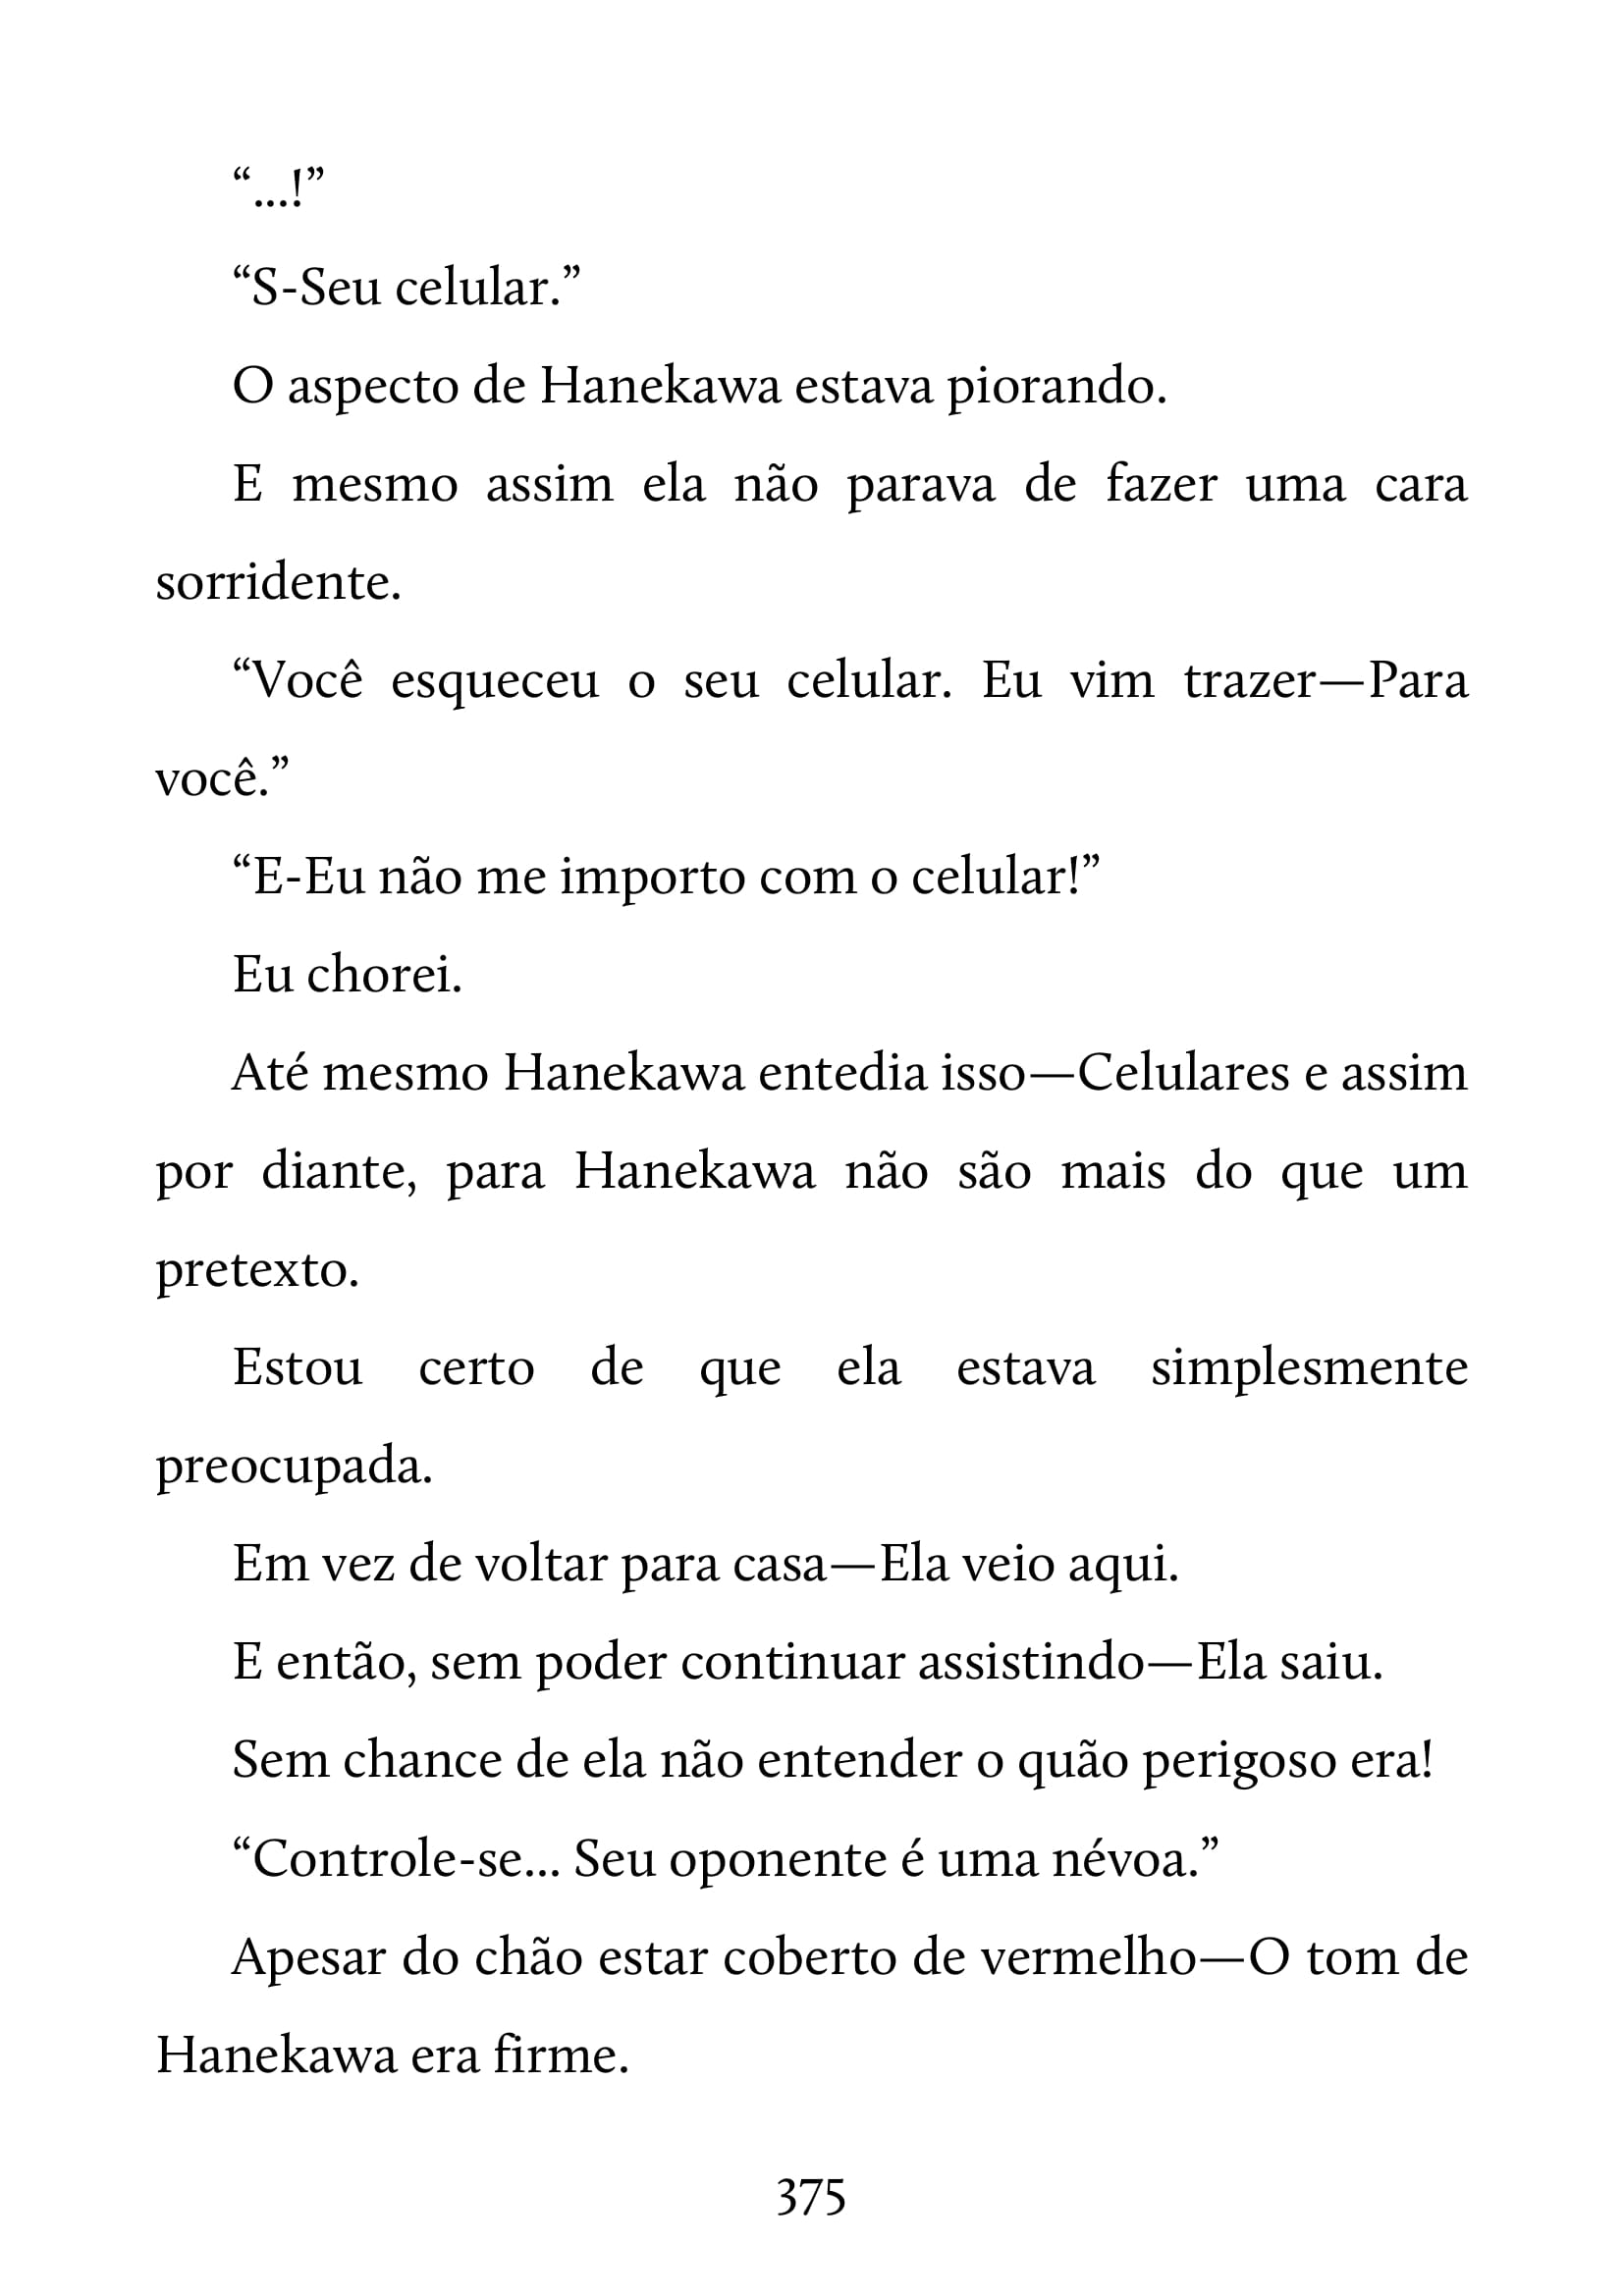 “...!”
“S-Seu celular.”
O aspecto de Hanekawa estava piorando.
E mesmo assim ela não parava de fazer uma cara
sorridente.
“Você esqueceu o seu celular. Eu vim trazer—Para
você.”
“E-Eu não me importo com o celular!”
Eu chorei.
Até mesmo Hanekawa entedia isso—Celulares e assim
por diante, para Hanekawa não são mais do que um
pretexto.
Estou certo de que ela estava simplesmente
preocupada.
Em vez de voltar para casa—Ela veio aqui.
E então, sem poder continuar assistindo—Ela saiu.
Sem chance de ela não entender o quão perigoso era!
“Controle-se... Seu oponente é uma névoa.”
Apesar do chão estar coberto de vermelho—O tom de
Hanekawa era firme.
375